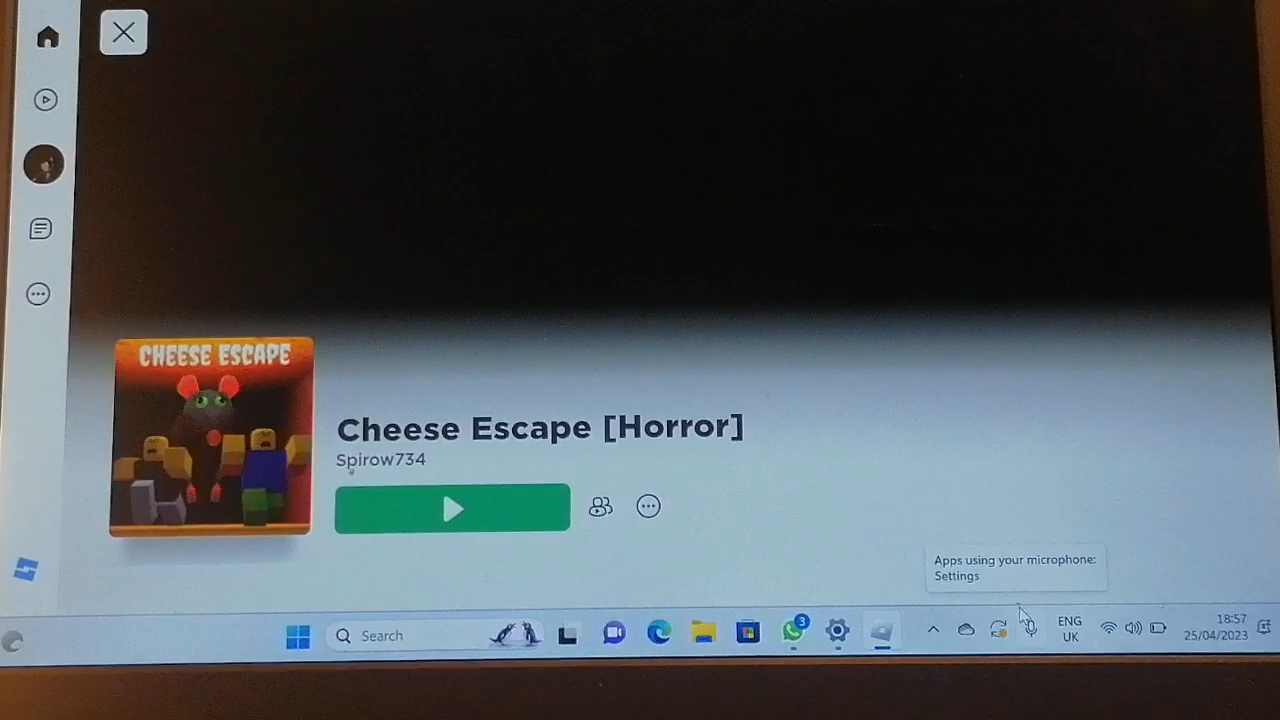 CHEESE ESCAPE
Cheese Escape [Horror]
Spirow734
Apps using your microphone:
Settings
Search
3
ENG
UK
18:57
25/04/2023